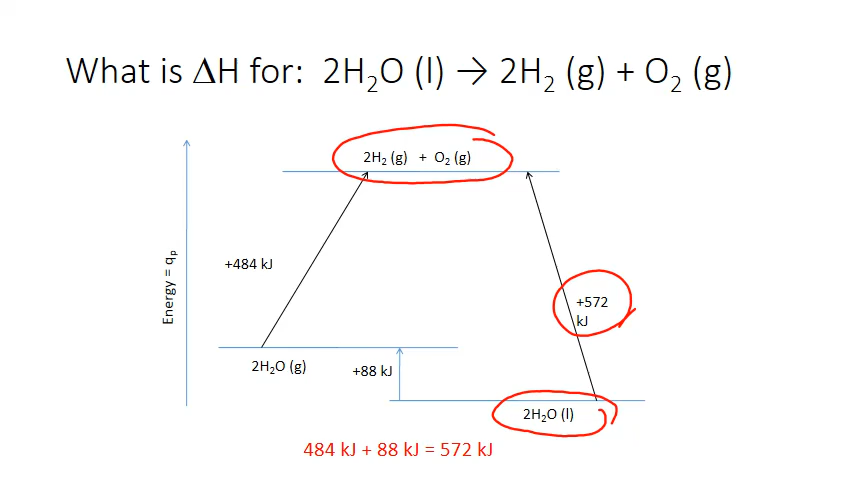 What is ΔH for: 2H₂O (l) → 2H₂ (g) + O₂ (g)
2H₂ (g) + O₂ (g)
+484 kJ
Energy = qₚ
+572
kJ
2H₂O (g)
+88 kJ
2H₂O (l)
484 kJ + 88 kJ = 572 kJ